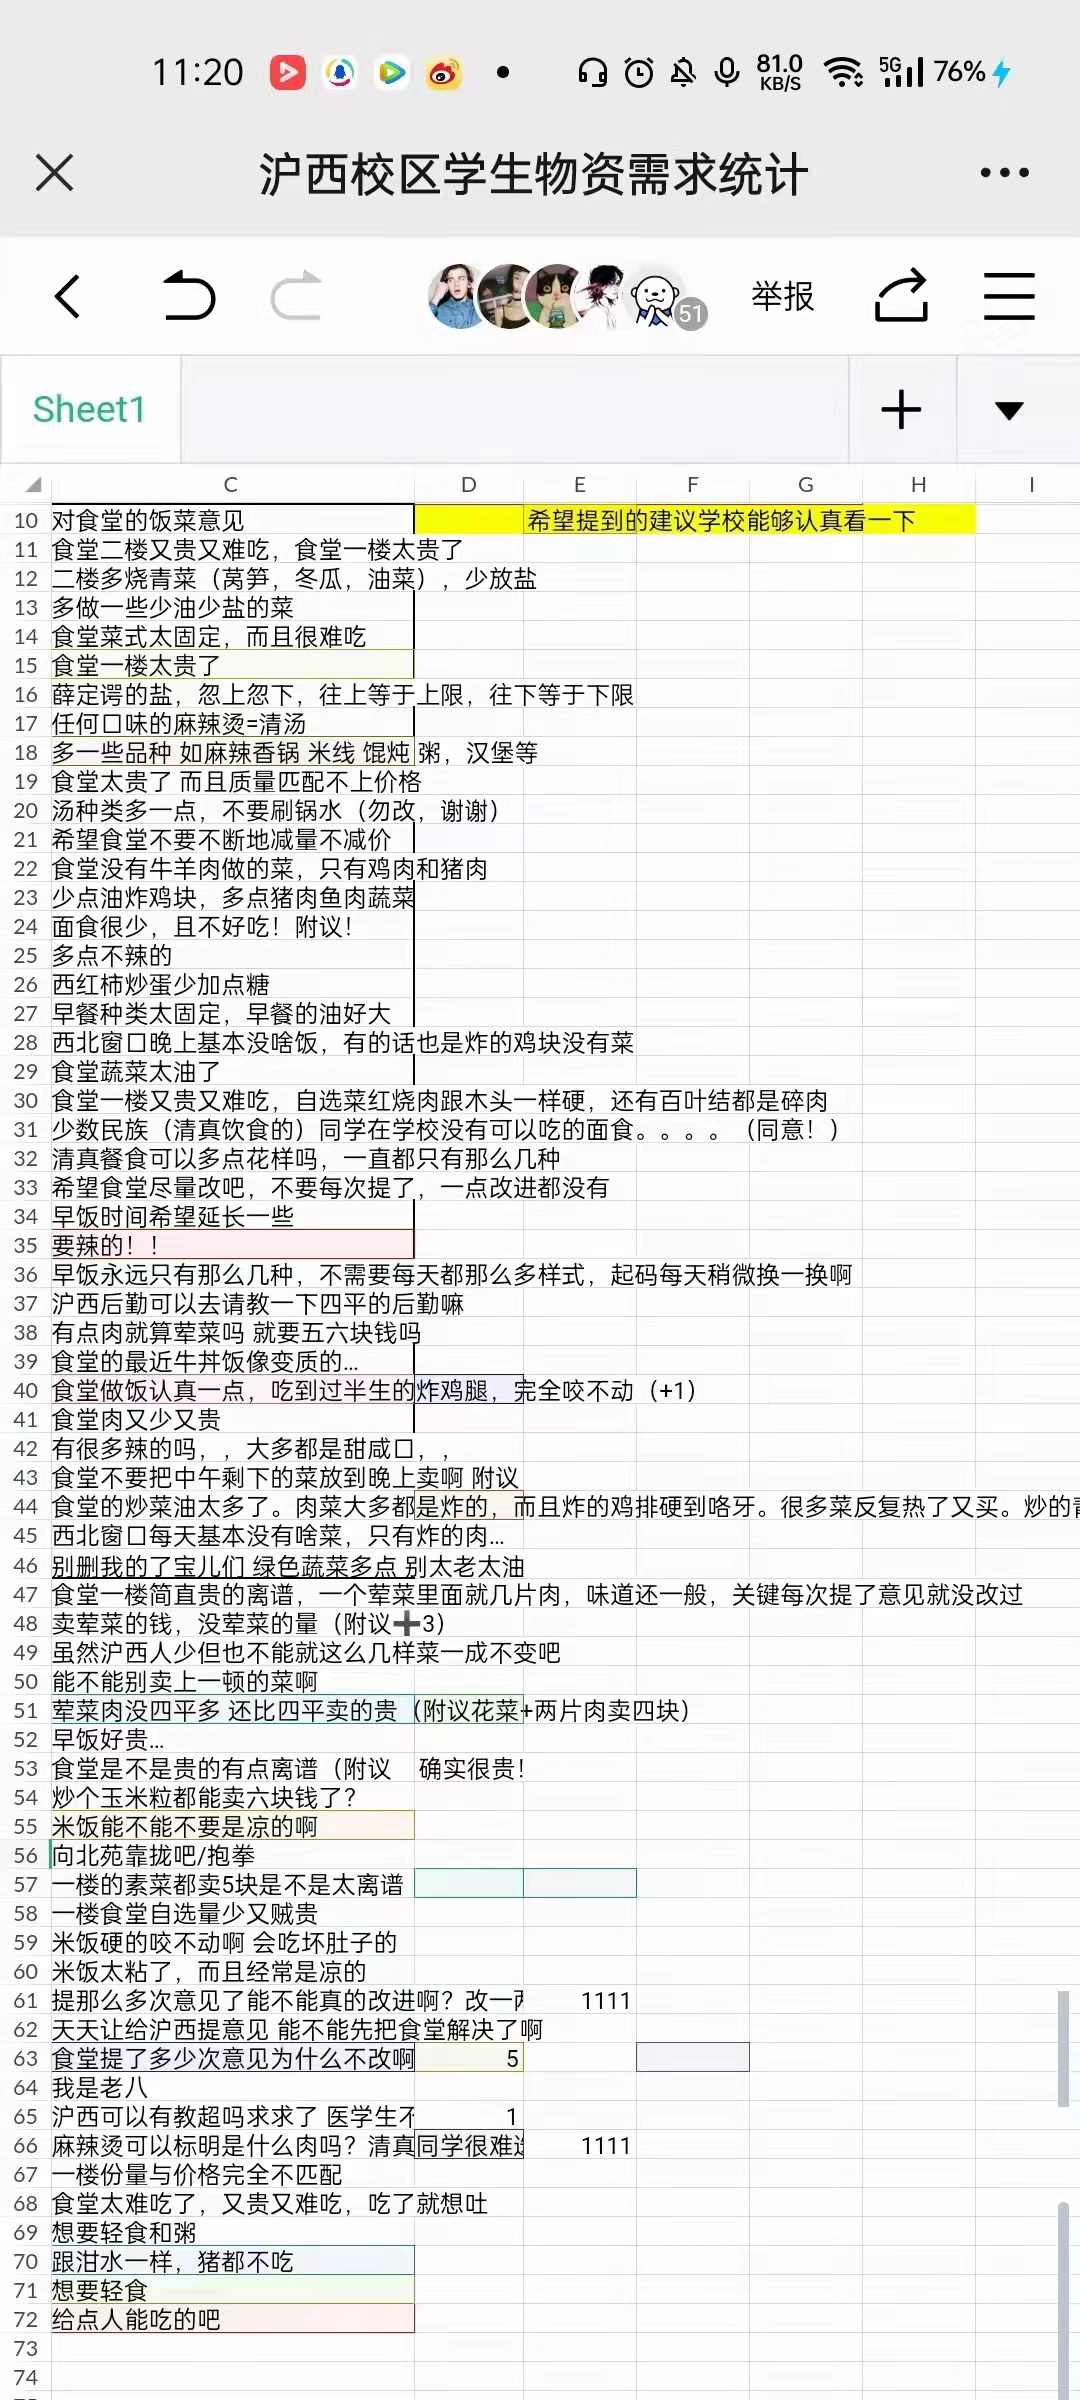 11:20 81.0 KB/S 5G 76%
沪西校区学生物资需求统计
51 举报
Sheet1
C D E F G H I
10 对食堂的饭菜意见 希望提到的建议学校能够认真看一下
11 食堂二楼又贵又难吃，食堂一楼太贵了
12 二楼多烧青菜（莴笋，冬瓜，油菜），少放盐
13 多做一些少油少盐的菜
14 食堂菜式太固定，而且很难吃
15 食堂一楼太贵了
16 薛定谔的盐，忽上忽下，往上等于上限，往下等于下限
17 任何口味的麻辣烫=清汤
18 多一些品种 如麻辣香锅 米线 馄炖 粥，汉堡等
19 食堂太贵了 而且质量匹配不上价格
20 汤种类多一点，不要刷锅水（勿改，谢谢）
21 希望食堂不要不断地减量不减价
22 食堂没有牛羊肉做的菜，只有鸡肉和猪肉
23 少点油炸鸡块，多点猪肉鱼肉蔬菜
24 面食很少，且不好吃！附议！
25 多点不辣的
26 西红柿炒蛋少加点糖
27 早餐种类太固定，早餐的油好大
28 西北窗口晚上基本没啥饭，有的话也是炸的鸡块没有菜
29 食堂蔬菜太油了
30 食堂一楼又贵又难吃，自选菜红烧肉跟木头一样硬，还有百叶结都是碎肉
31 少数民族（清真饮食的）同学在学校没有可以吃的面食。。。。（同意！）
32 清真餐食可以多点花样吗，一直都只有那么几种
33 希望食堂尽量改吧，不要每次提了，一点改进都没有
34 早饭时间希望延长一些
35 要辣的！！
36 早饭永远只有那么几种，不需要每天都那么多样式，起码每天稍微换一换啊
37 沪西后勤可以去请教一下四平的后勤嘛
38 有点肉就算荤菜吗 就要五六块钱吗
39 食堂的最近牛丼饭像变质的...
40 食堂做饭认真一点，吃到过半生的炸鸡腿，完全咬不动（+1）
41 食堂肉又少又贵
42 有很多辣的吗，，大多都是甜咸口，，
43 食堂不要把中午剩下的菜放到晚上卖啊 附议
44 食堂的炒菜油太多了。肉菜大多都是炸的，而且炸的鸡排硬到咯牙。很多菜反复热了又买。炒的
45 西北窗口每天基本没有啥菜，只有炸的肉...
46 别删我的了宝儿们 绿色蔬菜多点 别太老太油
47 食堂一楼简直贵的离谱，一个荤菜里面就几片肉，味道还一般，关键每次提了意见就没改过
48 卖荤菜的钱，没荤菜的量（附议➕3）
49 虽然沪西人少但也不能就这么几样菜一成不变吧
50 能不能别卖上一顿的菜啊
51 荤菜肉没四平多 还比四平卖的贵（附议花菜+两片肉卖四块）
52 早饭好贵...
53 食堂是不是贵的有点离谱（附议 确实很贵！
54 炒个玉米粒都能卖六块钱了？
55 米饭能不能不要是凉的啊
56 向北苑靠拢吧/抱拳
57 一楼的素菜都卖5块是不是太离谱
58 一楼食堂自选量少又贼贵
59 米饭硬的咬不动啊 会吃坏肚子的
60 米饭太粘了，而且经常是凉的
61 提那么多次意见了能不能真的改进啊？改一 1111
62 天天让给沪西提意见 能不能先把食堂解决了啊
63 食堂提了多少次意见为什么不改啊 5
64 我是老八
65 沪西可以有教超吗求求了 医学生不 1
66 麻辣烫可以标明是什么肉吗？清真同学很难 1111
67 一楼份量与价格完全不匹配
68 食堂太难吃了，又贵又难吃，吃了就想吐
69 想要轻食和粥
70 跟泔水一样，猪都不吃
71 想要轻食
72 给点人能吃的吧
73
74